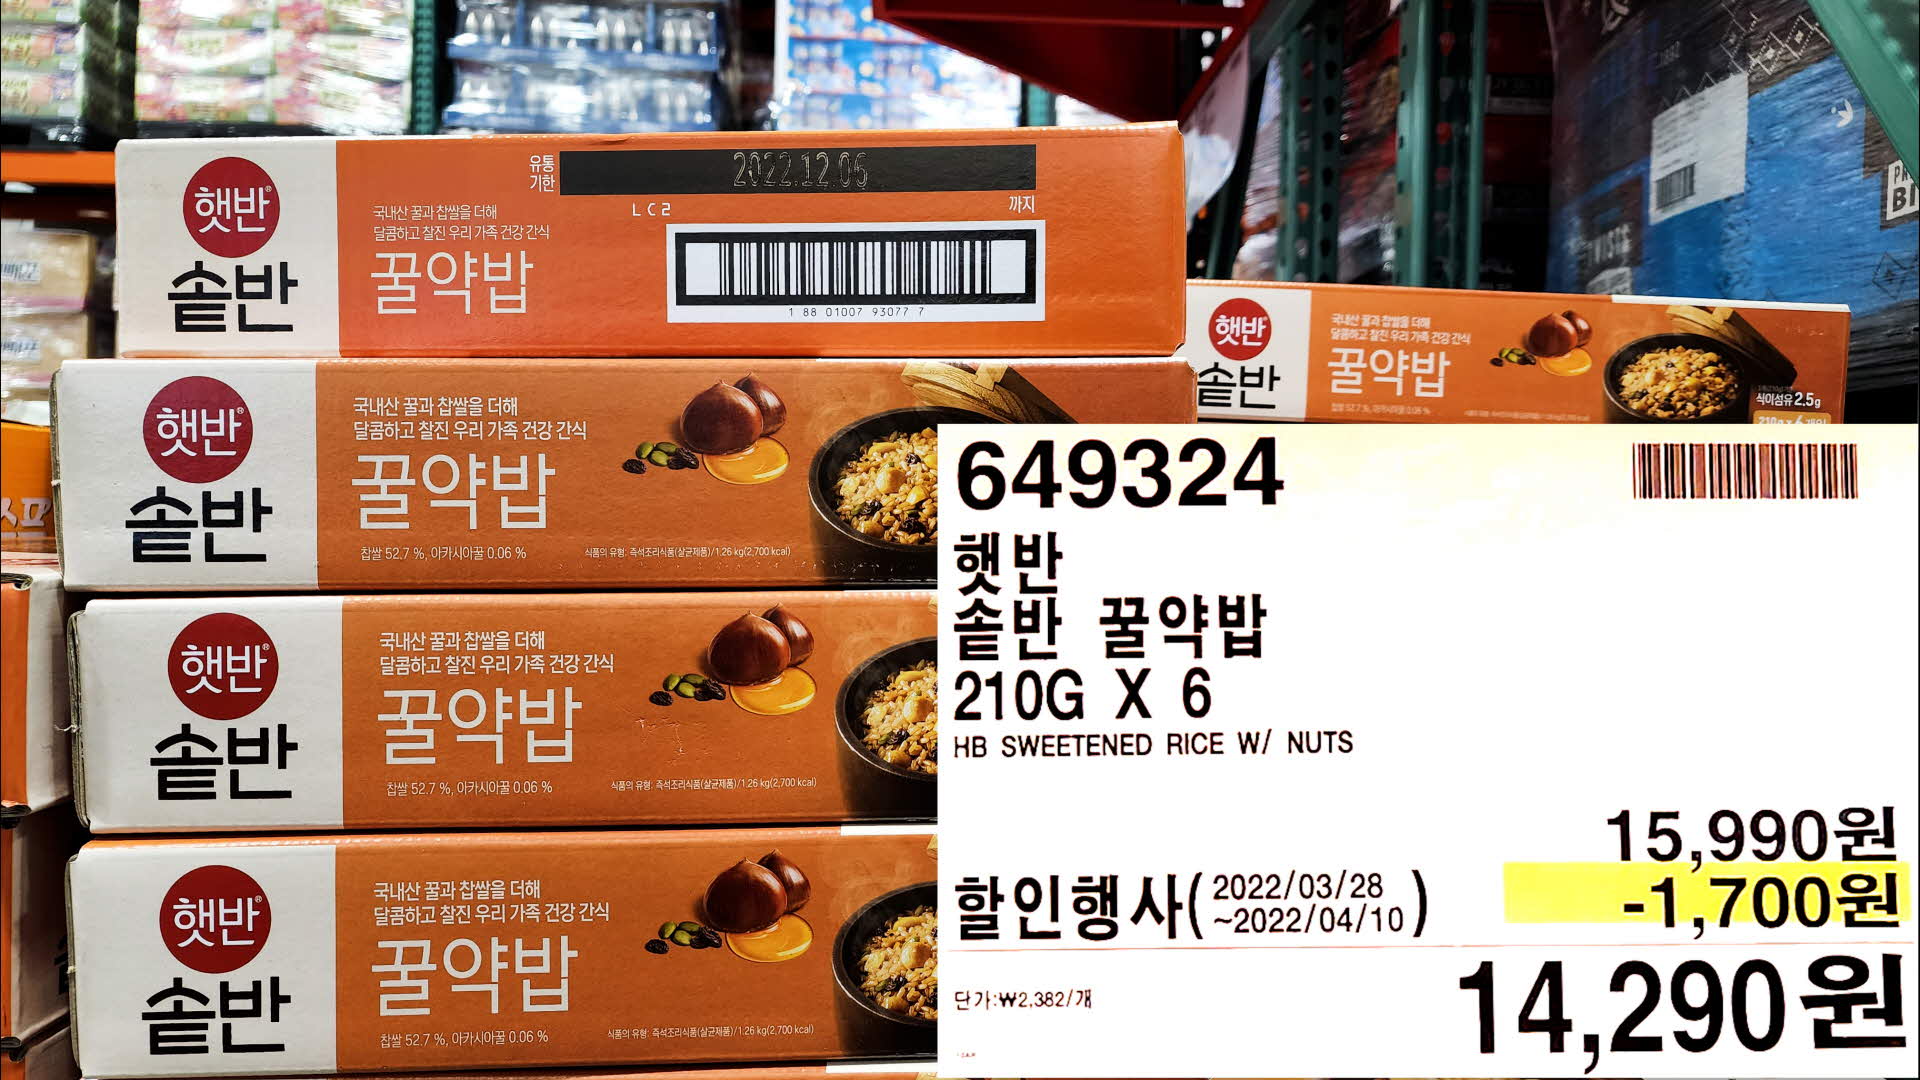 햇반
솥반
국내산 꿀과 찹쌀을 더해
달콤하고 찰진 우리 가족 건강 간식
꿀약밥
유통
기한
2022.12.06
까지
LC2
1 88 01007 93077 7
햇반
솥반
국내산 꿀과 찹쌀을 더해
달콤하고 찰진 우리 가족 건강 간식
꿀약밥
식이섬유 2.5g
햇반
솥반
국내산 꿀과 찹쌀을 더해
달콤하고 찰진 우리 가족 건강 간식
꿀약밥
찹쌀 52.7 %, 아카시아꿀 0.06 %
식품의 유형: 즉석조리식품(살균제품)/1.26 kg(2,700 kcal)
햇반
솥반
국내산 꿀과 찹쌀을 더해
달콤하고 찰진 우리 가족 건강 간식
꿀약밥
찹쌀 52.7 %, 아카시아꿀 0.06 %
식품의 유형: 즉석조리식품(살균제품)/1.26 kg(2,700 kcal)
햇반
솥반
국내산 꿀과 찹쌀을 더해
달콤하고 찰진 우리 가족 건강 간식
꿀약밥
찹쌀 52.7 %, 아카시아꿀 0.06 %
식품의 유형: 즉석조리식품(살균제품)/1.26 kg(2,700 kcal)
649324
햇반
솥반 꿀약밥
210G X 6
HB SWEETENED RICE W/ NUTS
15,990원
할인행사(2022/03/28 ~2022/04/10) -1,700원
단가:₩2,382/개
14,290원